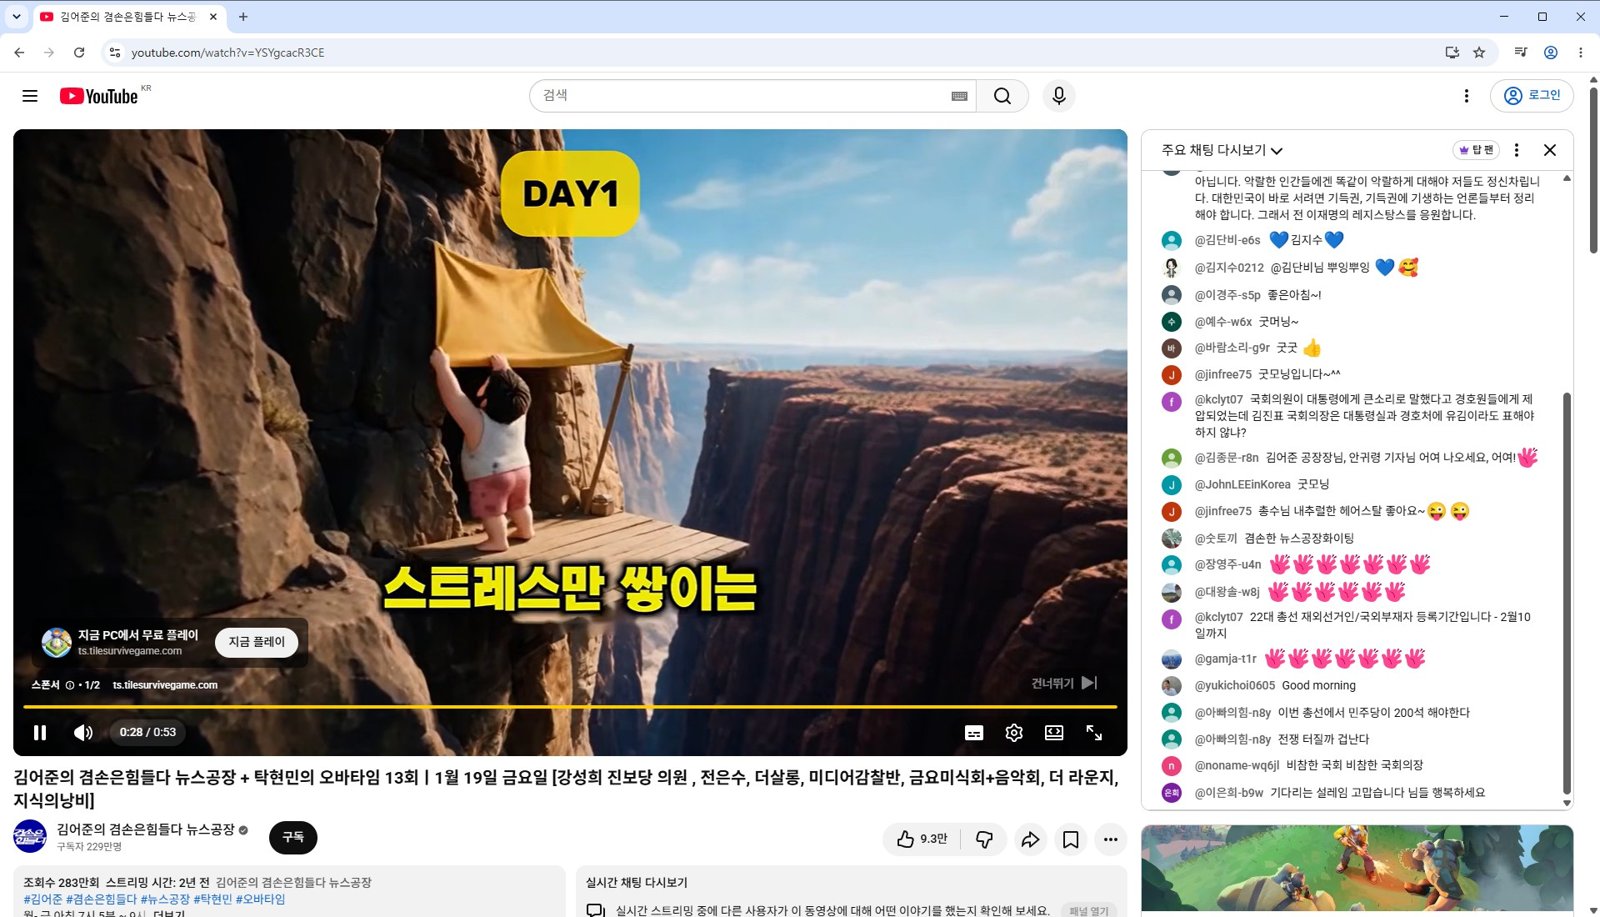 김어준의 겸손은힘들다 뉴스공
youtube.com/watch?v=YSYgcacR3CE
YouTube KR
검색
로그인
DAY1
스트레스만 쌓이는
지금 PC에서 무료 플레이
ts.tilesurvivegame.com
지금 플레이
스폰서 • 1/2 ts.tilesurvivegame.com
건너뛰기
0:28 / 0:53
김어준의 겸손은힘들다 뉴스공장 + 탁현민의 오바타임 13회ㅣ1월 19일 금요일 [강성희 진보당 의원 , 전은수, 더살롱, 미디어감찰반, 금요미식회+음악회, 더 라운지,
지식의낭비]
겸손은힘들다
김어준의 겸손은힘들다 뉴스공장
구독자 229만명
구독
9.3만
조회수 283만회 스트리밍 시간: 2년 전 김어준의 겸손은힘들다 뉴스공장
#김어준 #겸손은힘들다 #뉴스공장 #탁현민 #오바타임
월- 금 아침 7시 5분 ~ 9시 더보기
실시간 채팅 다시보기
실시간 스트리밍 중에 다른 사용자가 이 동영상에 대해 어떤 이야기를 했는지 확인해 보세요.
패널 열기
주요 채팅 다시보기
탑 팬
아닙니다. 악랄한 인간들에겐 똑같이 악랄하게 대해야 저들도 정신차립니
다. 대한민국이 바로 서려면 기득권, 기득권에 기생하는 언론들부터 정리
해야 합니다. 그래서 전 이재명의 레지스탕스를 응원합니다.
@김단비-e6s 💙김지수💙
@김지수0212 @김단비님 뿌잉뿌잉 💙🥰
@이경주-s5p 좋은아침~!
수 @예수-w6x 굿머닝~
바 @바람소리-g9r 굿굿 👍
J @jinfree75 굿모닝입니다~^^
f @kclyt07 국회의원이 대통령에게 큰소리로 말했다고 경호원들에게 제
압되었는데 김진표 국회의장은 대통령실과 경호처에 유김이라도 표해야
하지 않냐?
@김종문-r8n 김어준 공장장님, 안귀령 기자님 어여 나오세요, 어여!
J @JohnLEEinKorea 굿모닝
J @jinfree75 총수님 내추럴한 헤어스탈 좋아요~😜😜
@숫토끼 겸손한 뉴스공장화이팅
@장영주-u4n
@대왕솔-w8j
f @kclyt07 22대 총선 재외선거인/국외부재자 등록기간입니다 - 2월10
일까지
@gamja-t1r
@yukichoi0605 Good morning
@아빠의힘-n8y 이번 총선에서 민주당이 200석 해야한다
@아빠의힘-n8y 전쟁 터질까 겁난다
n @noname-wq6jl 비참한 국회 비참한 국회의장
은희 @이은희-b9w 기다리는 설레임 고맙습니다 님들 행복하세요